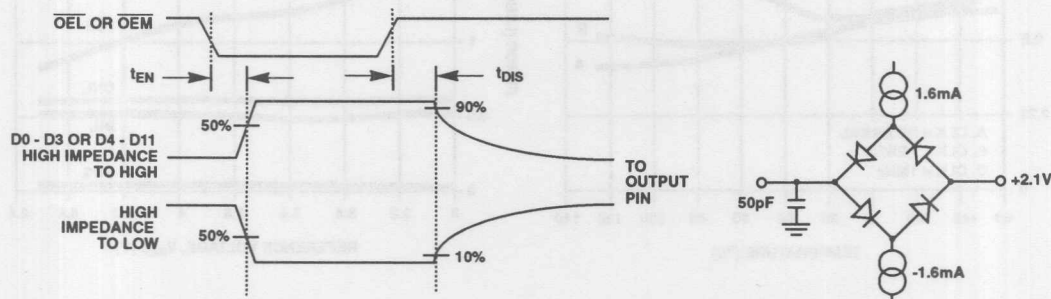 OEL OR OEM
tEN
tDIS
90%
50%
D0 - D3 OR D4 - D11
HIGH IMPEDANCE
TO HIGH
HIGH
IMPEDANCE
TO LOW
50%
10%
TO
OUTPUT
PIN
1.6mA
50pF
+2.1V
-1.6mA